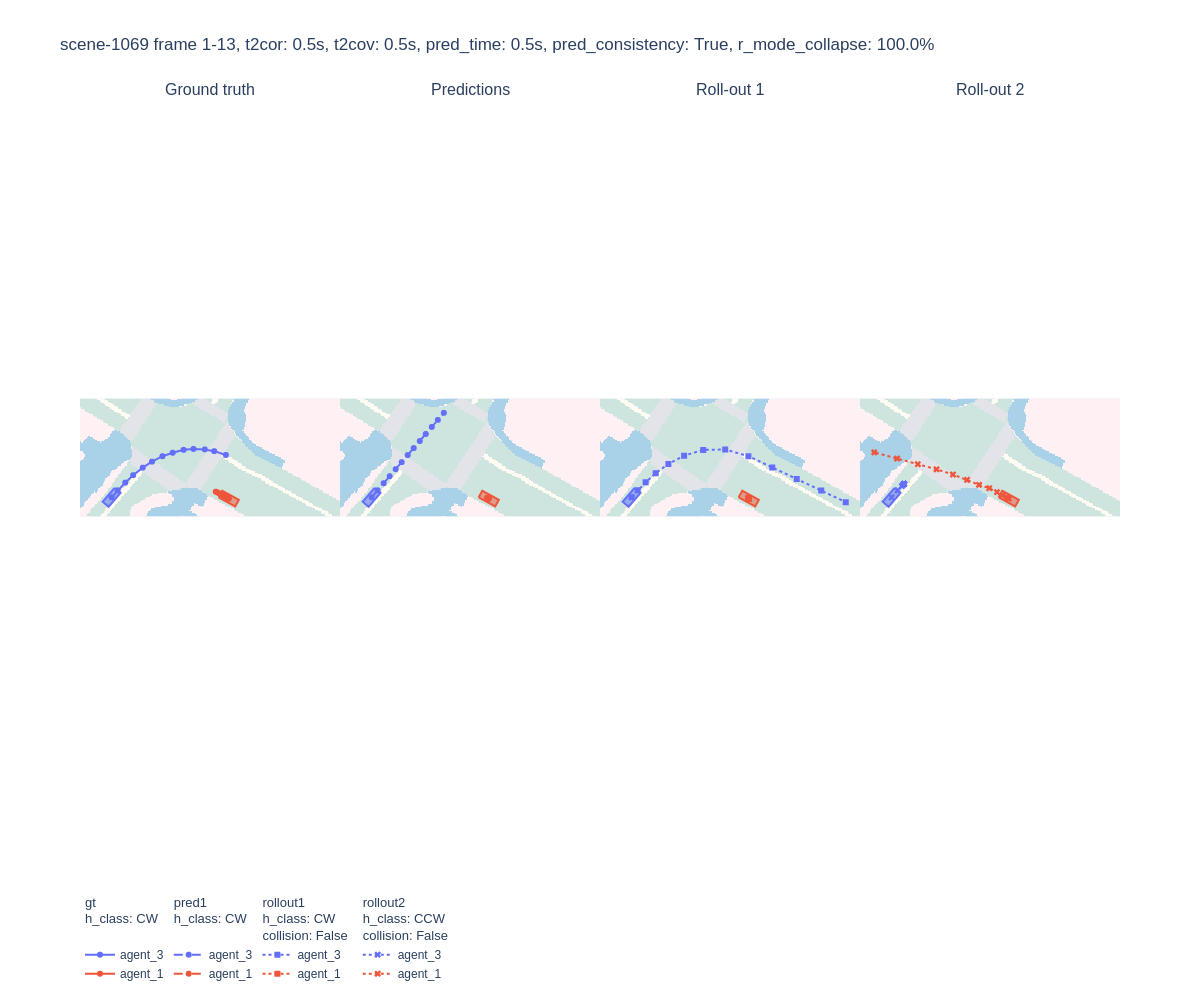 scene-1069 frame 1-13, t2cor: 0.5s, t2cov: 0.5s, pred_time: 0.5s, pred_consistency: True, r_mode_collapse: 100.0%
Ground truth
Predictions
Roll-out 1
Roll-out 2
gt
h_class: CW
agent_3
agent_1
pred1
h_class: CW
agent_3
agent_1
rollout1
h_class: CW
collision: False
agent_3
agent_1
rollout2
h_class: CCW
collision: False
agent_3
agent_1